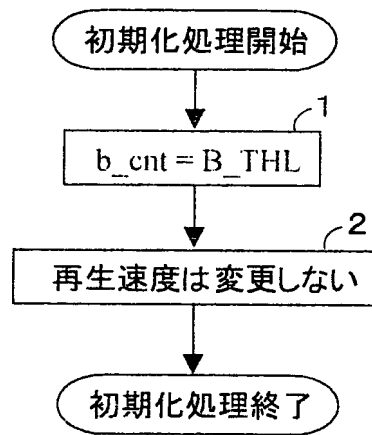 初期化処理開始
1
b_cnt = B_THL
2
再生速度は変更しない
初期化処理終了